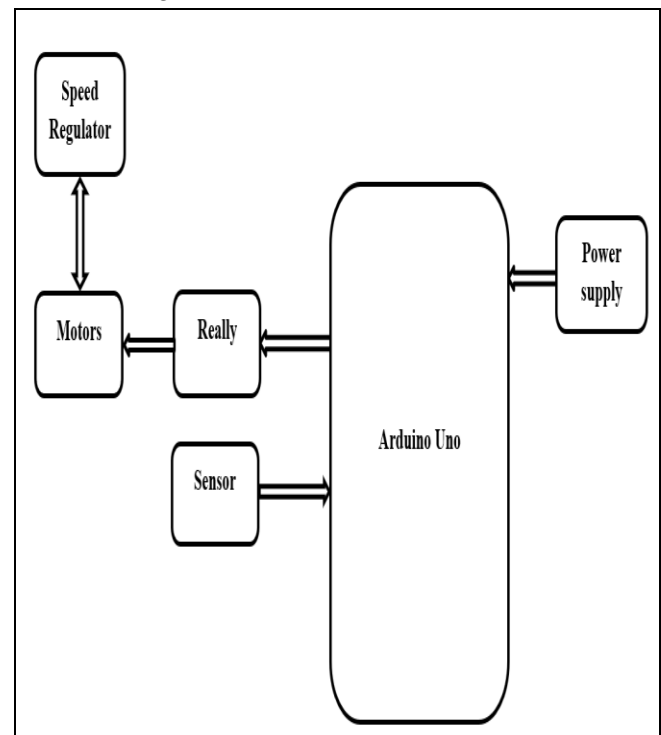 Speed
Regulator
Power
supply
Motors
Really
Arduino Uno
Sensor